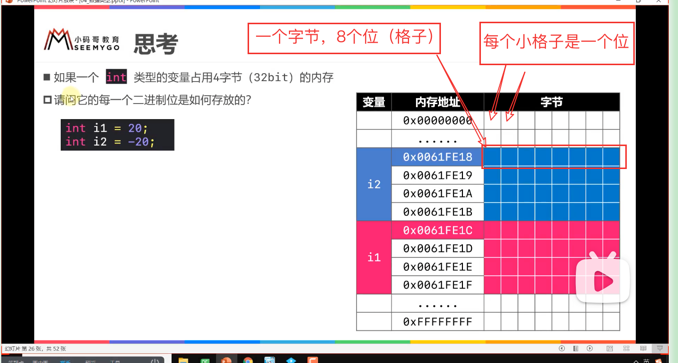 小码哥教育
SEEMYGO
思考
一个字节，8个位（格子）
每个小格子是一个位
如果一个 int 类型的变量占用4字节（32bit）的内存
请问它的每一个二进制位是如何存放的？
int i1 = 20;
int i2 = -20;
变量 内存地址 字节
0x00000000
......
0x0061FE18
0x0061FE19
i2
0x0061FE1A
0x0061FE1B
0x0061FE1C
0x0061FE1D
i1
0x0061FE1E
0x0061FE1F
......
0xFFFFFFFF
幻灯片 第 26 张，共 52 张